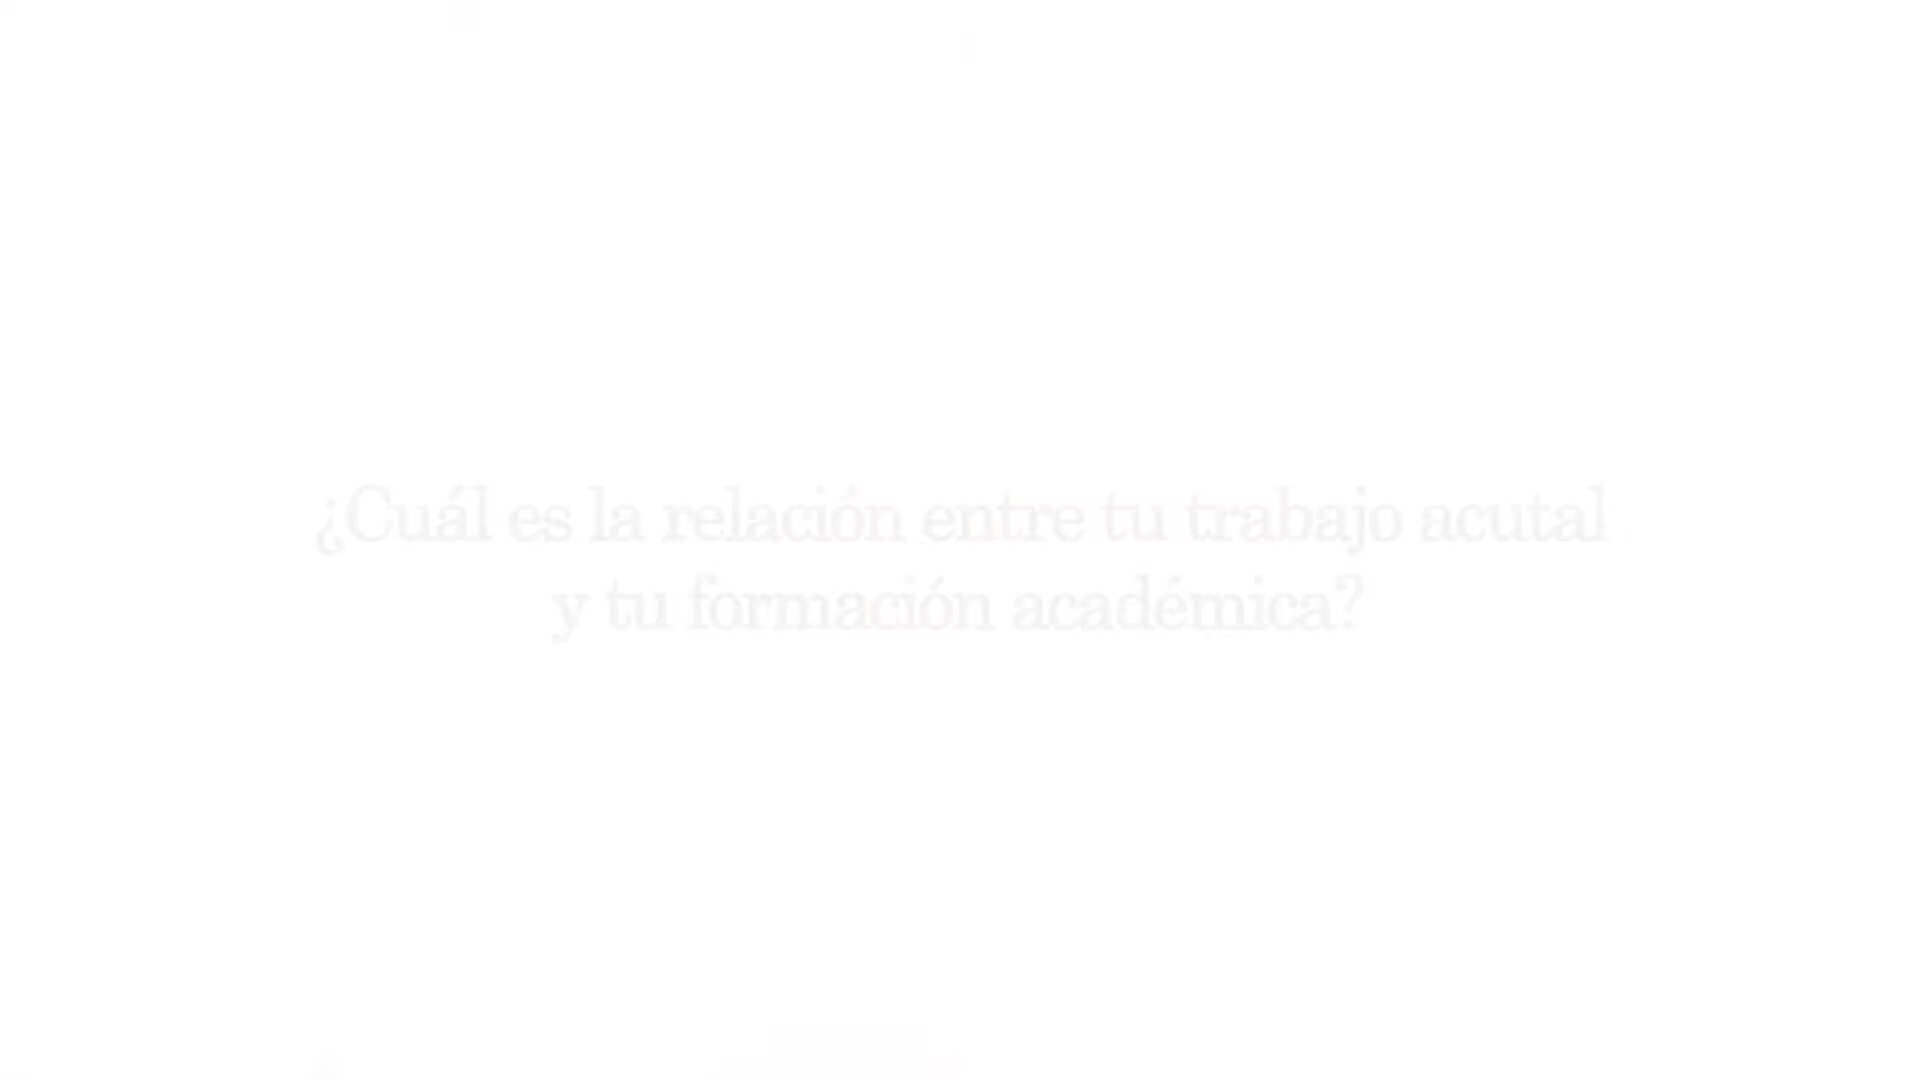 ¿Cuál es la relación entre tu trabajo acutal
y tu formación académica?